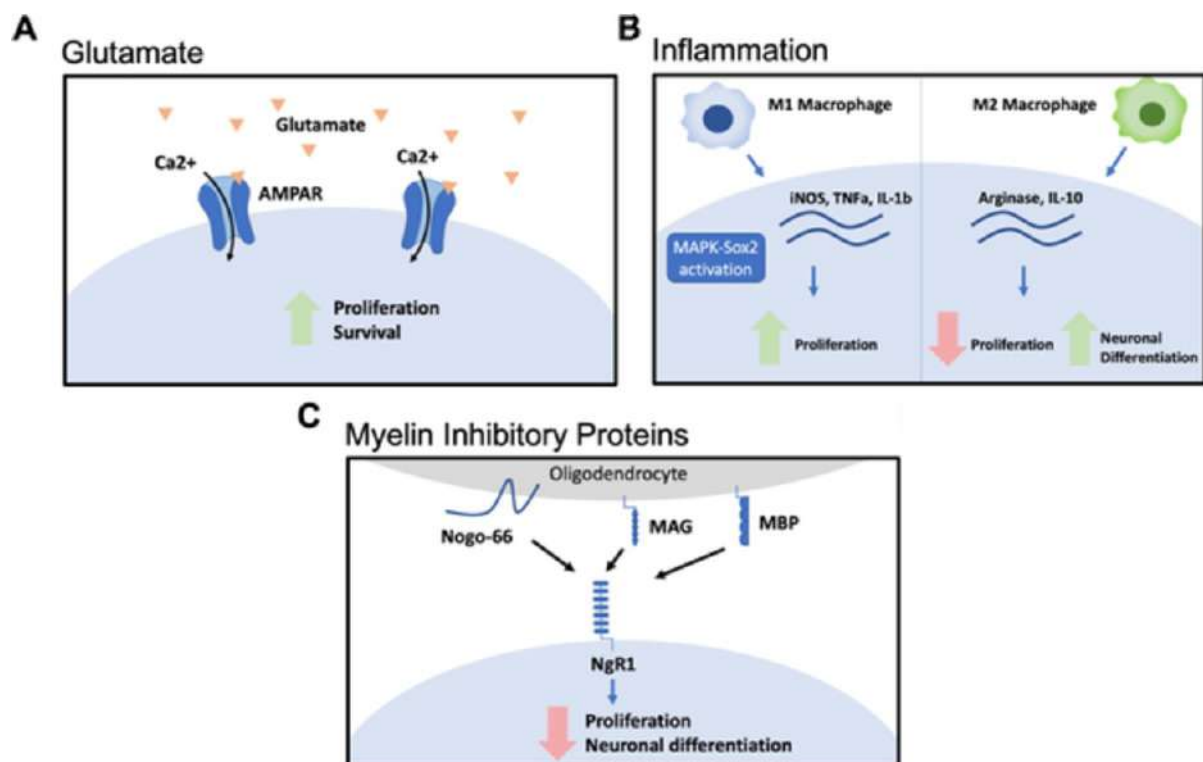 A
Glutamate
Glutamate
Ca2+
Ca2+
AMPAR
Proliferation
Survival
B
Inflammation
M1 Macrophage
M2 Macrophage
iNOS, TNFa, IL-1b
Arginase, IL-10
MAPK-Sox2
activation
Proliferation
Proliferation
Neuronal
Differentiation
C
Myelin Inhibitory Proteins
Oligodendrocyte
Nogo-66
MAG
MBP
NgR1
Proliferation
Neuronal differentiation